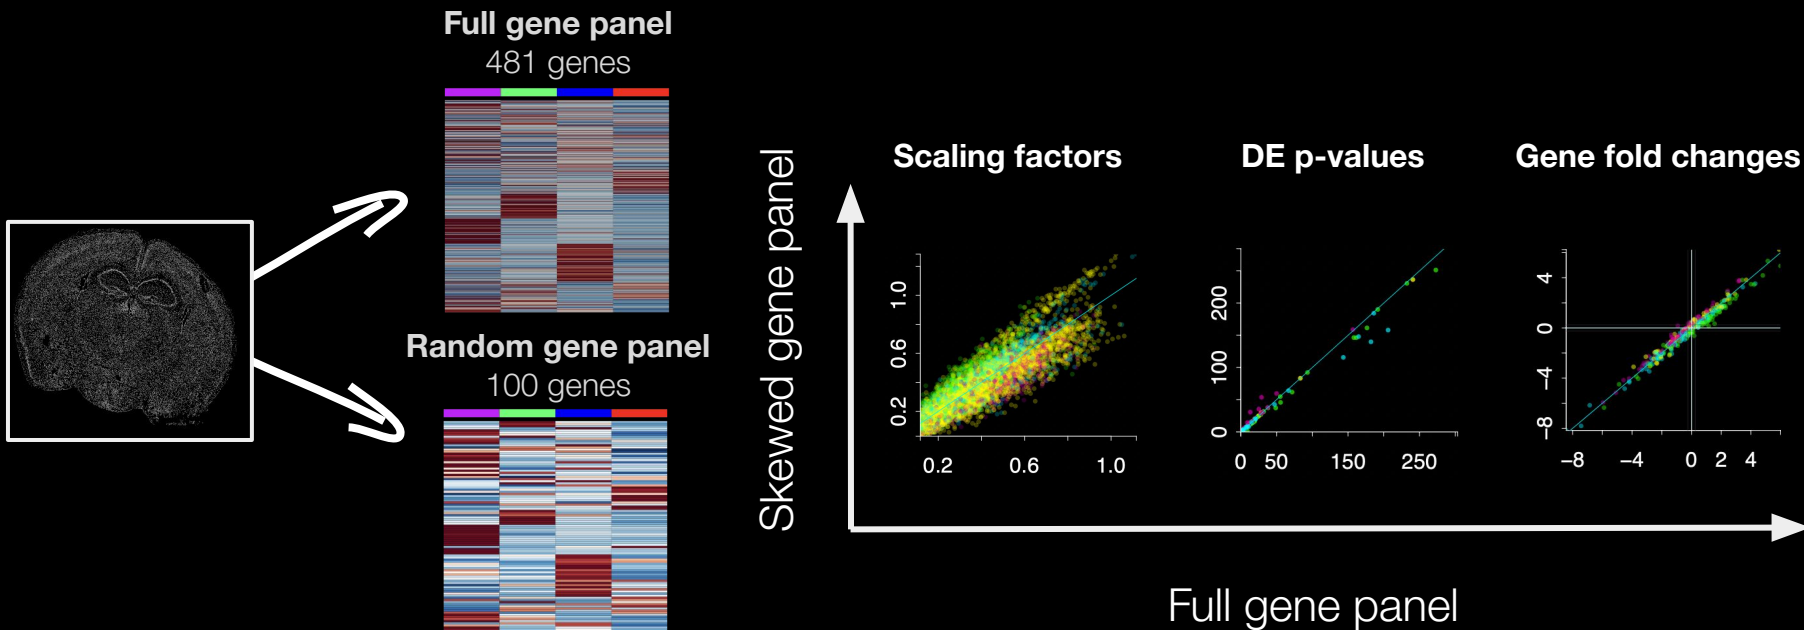 Full gene panel
481 genes
Random gene panel
100 genes
Skewed gene panel
Scaling factors
1.0
0.6
0.2
0.2 0.6 1.0
DE p-values
200
100
0
0 50 150 250
Gene fold changes
4
0
−4
−8
−8 −4 0 2 4
Full gene panel